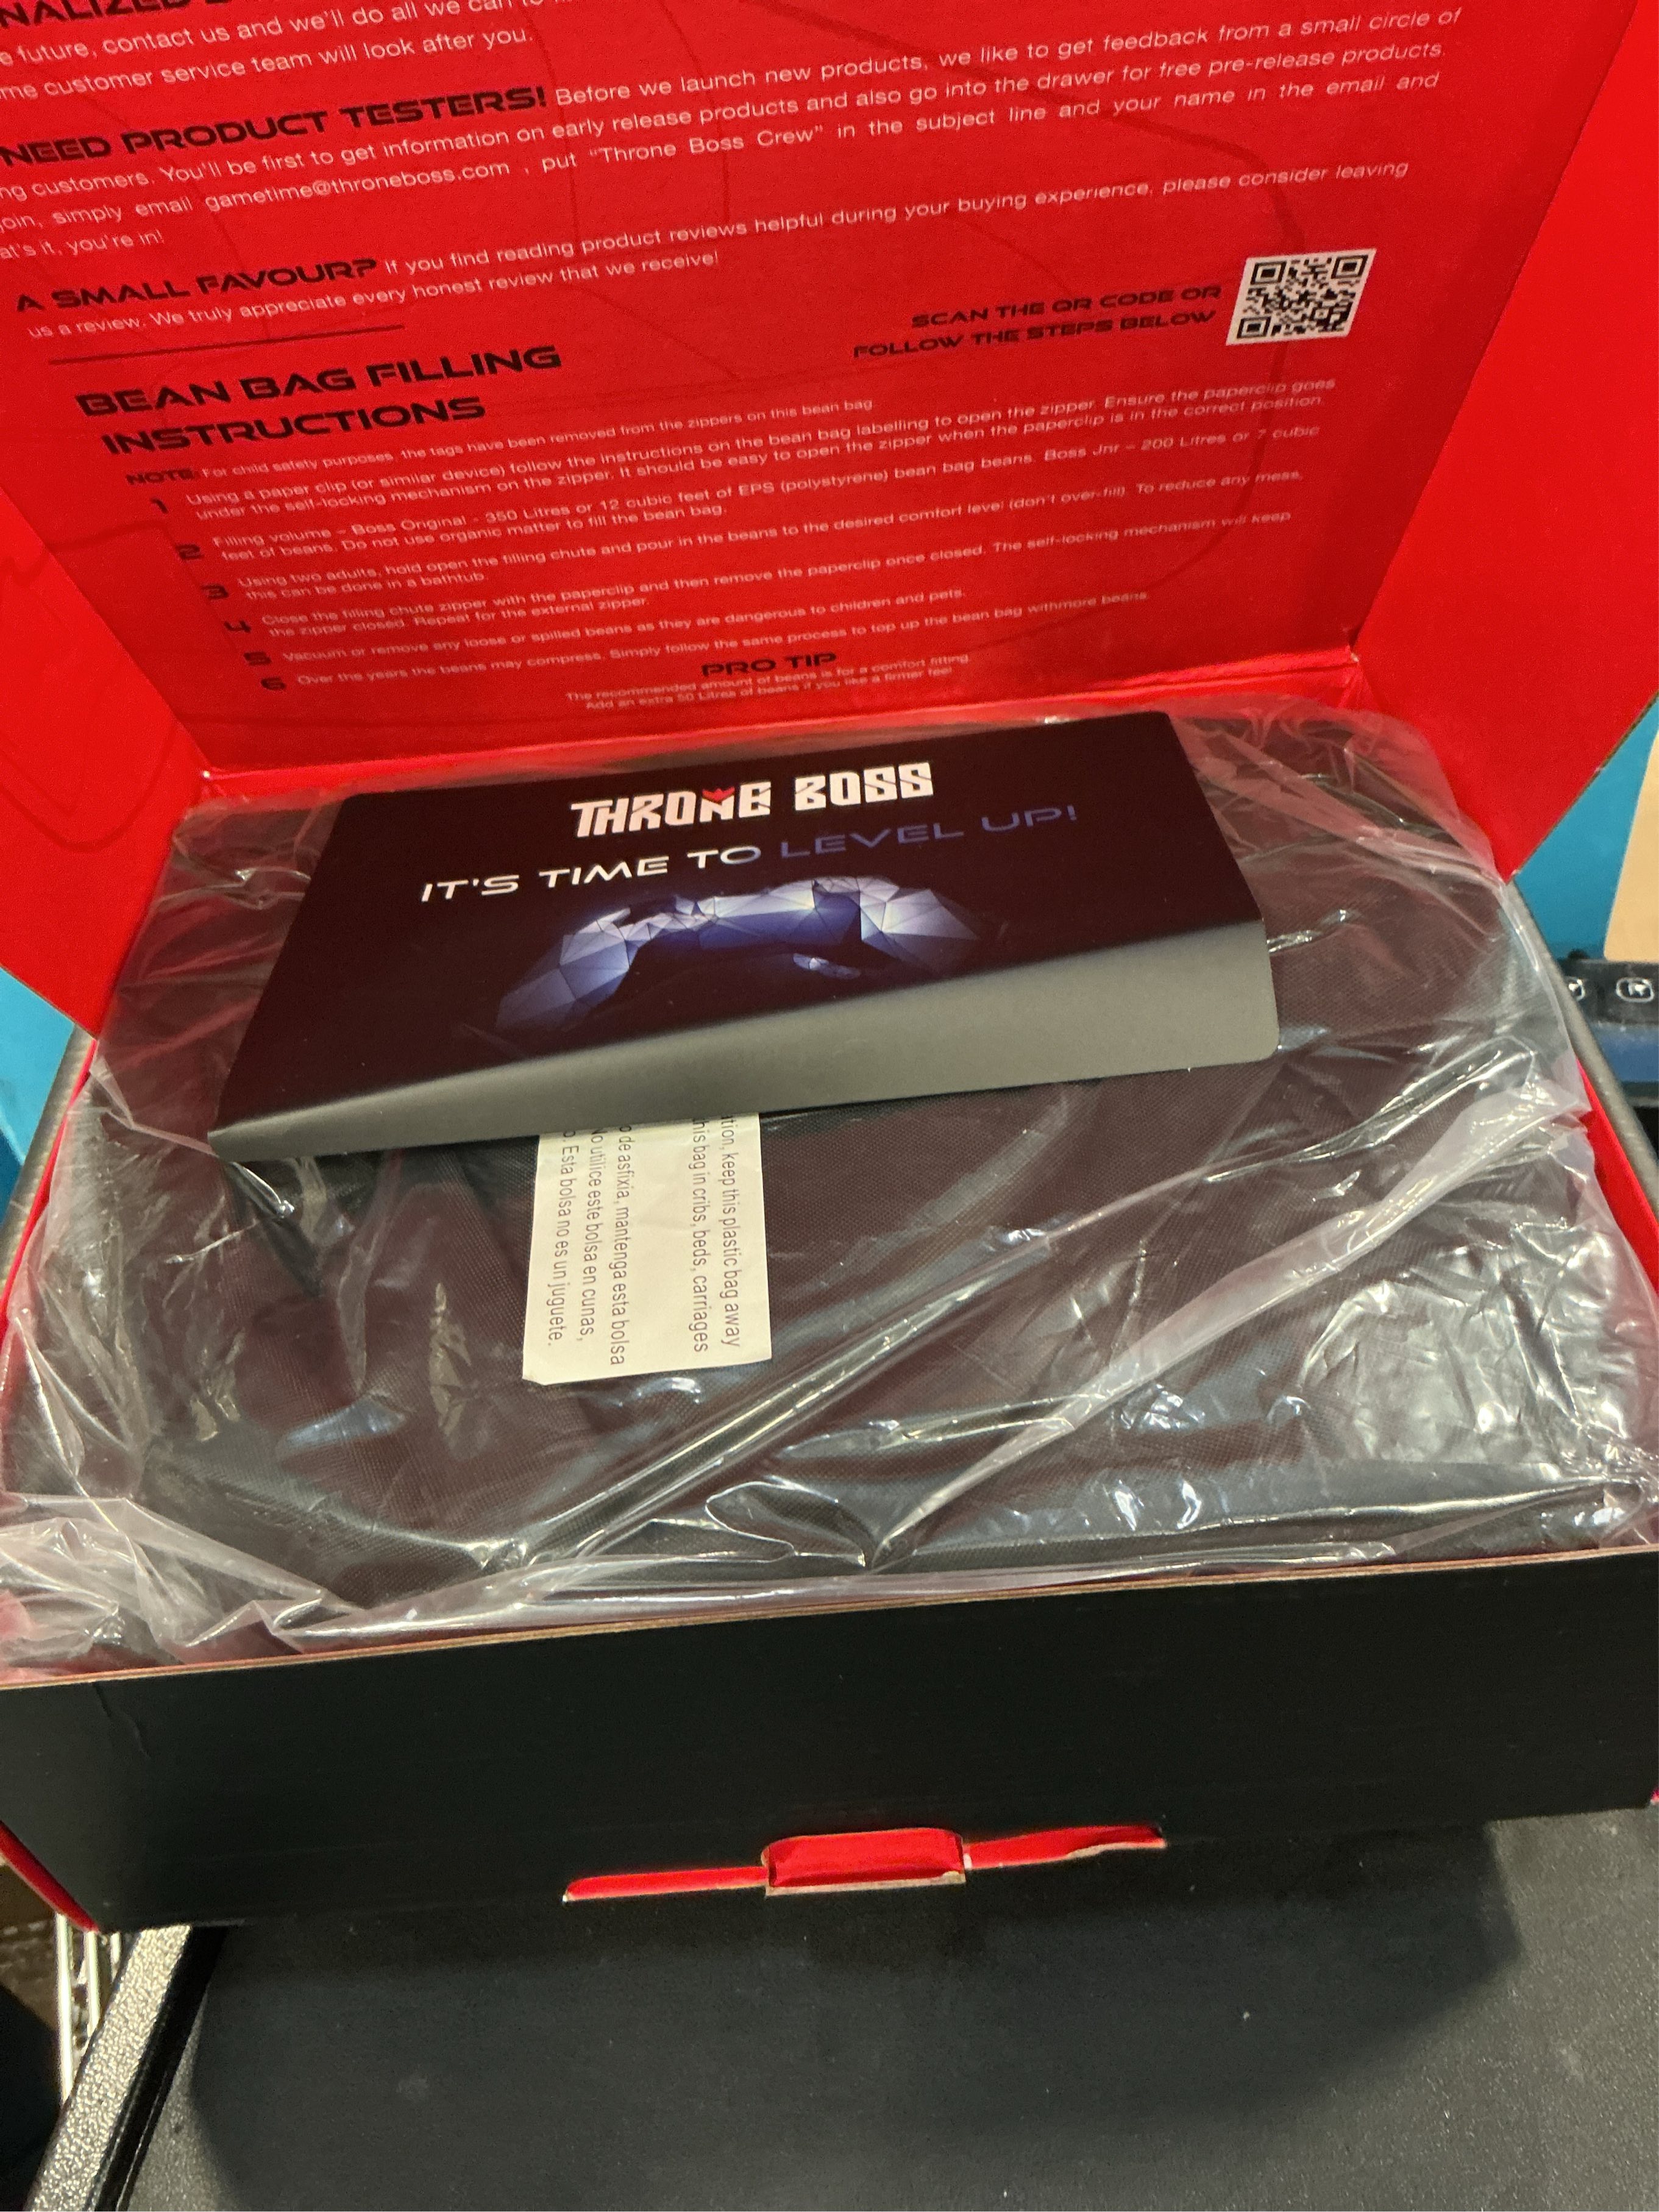 e future, contact us and we'll do all we can to
me customer service team will look after you.
NEED PRODUCT TESTERS! Before we launch new products, we like to get feedback from a small circle of
ng customers. You'll be first to get information on early release products and also go into the drawer for free pre-release products.
join, simply email gametime@throneboss.com , put "Throne Boss Crew" in the subject line and your name in the email and
at's it, you're in!
A SMALL FAVOUR? If you find reading product reviews helpful during your buying experience, please consider leaving
us a review. We truly appreciate every honest review that we receive!
SCAN THE QR CODE OR
FOLLOW THE STEPS BELOW
BEAN BAG FILLING
INSTRUCTIONS
NOTE: For child safety purposes, the tags have been removed from the zippers on this bean bag
1 Using a paper clip (or similar device) follow the instructions on the bean bag labelling to open the zipper. Ensure the paperclip goes
under the self-locking mechanism on the zipper. It should be easy to open the zipper when the paperclip is in the correct position.
2 Filling volume – Boss Original - 350 Litres or 12 cubic feet of EPS (polystyrene) bean bag beans. Boss Jnr – 200 Litres or 7 cubic
feet of beans. Do not use organic matter to fill the bean bag.
3 Using two adults, hold open the filling chute and pour in the beans to the desired comfort level (don't over-fill). To reduce any mess,
this can be done in a bathtub.
4 Close the filling chute zipper with the paperclip and then remove the paperclip once closed. The self-locking mechanism will keep
the zipper closed. Repeat for the external zipper.
5 Vacuum or remove any loose or spilled beans as they are dangerous to children and pets.
6 Over the years the beans may compress. Simply follow the same process to top up the bean bag withmore beans.
PRO TIP
The recommended amount of beans is for a comfort fitting
Add an extra 50 Litres of beans if you like a firmer feel
THRONE BOSS
IT'S TIME TO LEVEL UP!
tion, keep this plastic bag away
his bag in cribs, beds, carriages
o de asfixia, mantenga esta bolsa
No utilice este bolsa en cunas,
o. Esta bolsa no es un juguete.